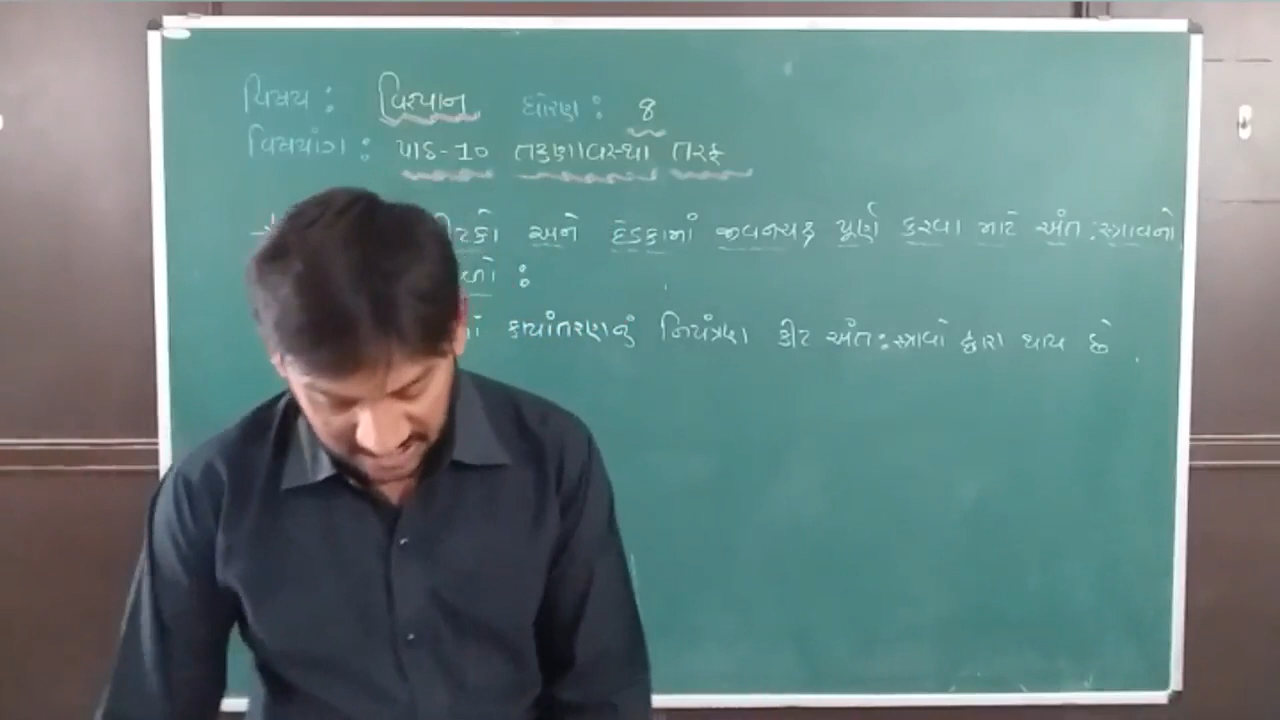 વિષય : વિજ્ઞાન ધોરણ : 8
વિષયાંગ : પાઠ-10 તરુણાવસ્થા તરફ
→ કીટકો અને દેડકામાં જીવનચક્ર પૂર્ણ કરવા માટે અંત:સ્ત્રાવનો
ળો :
માં કાયાંતરણનું નિયંત્રણ કીટ અંત:સ્ત્રાવો દ્વારા થાય છે.